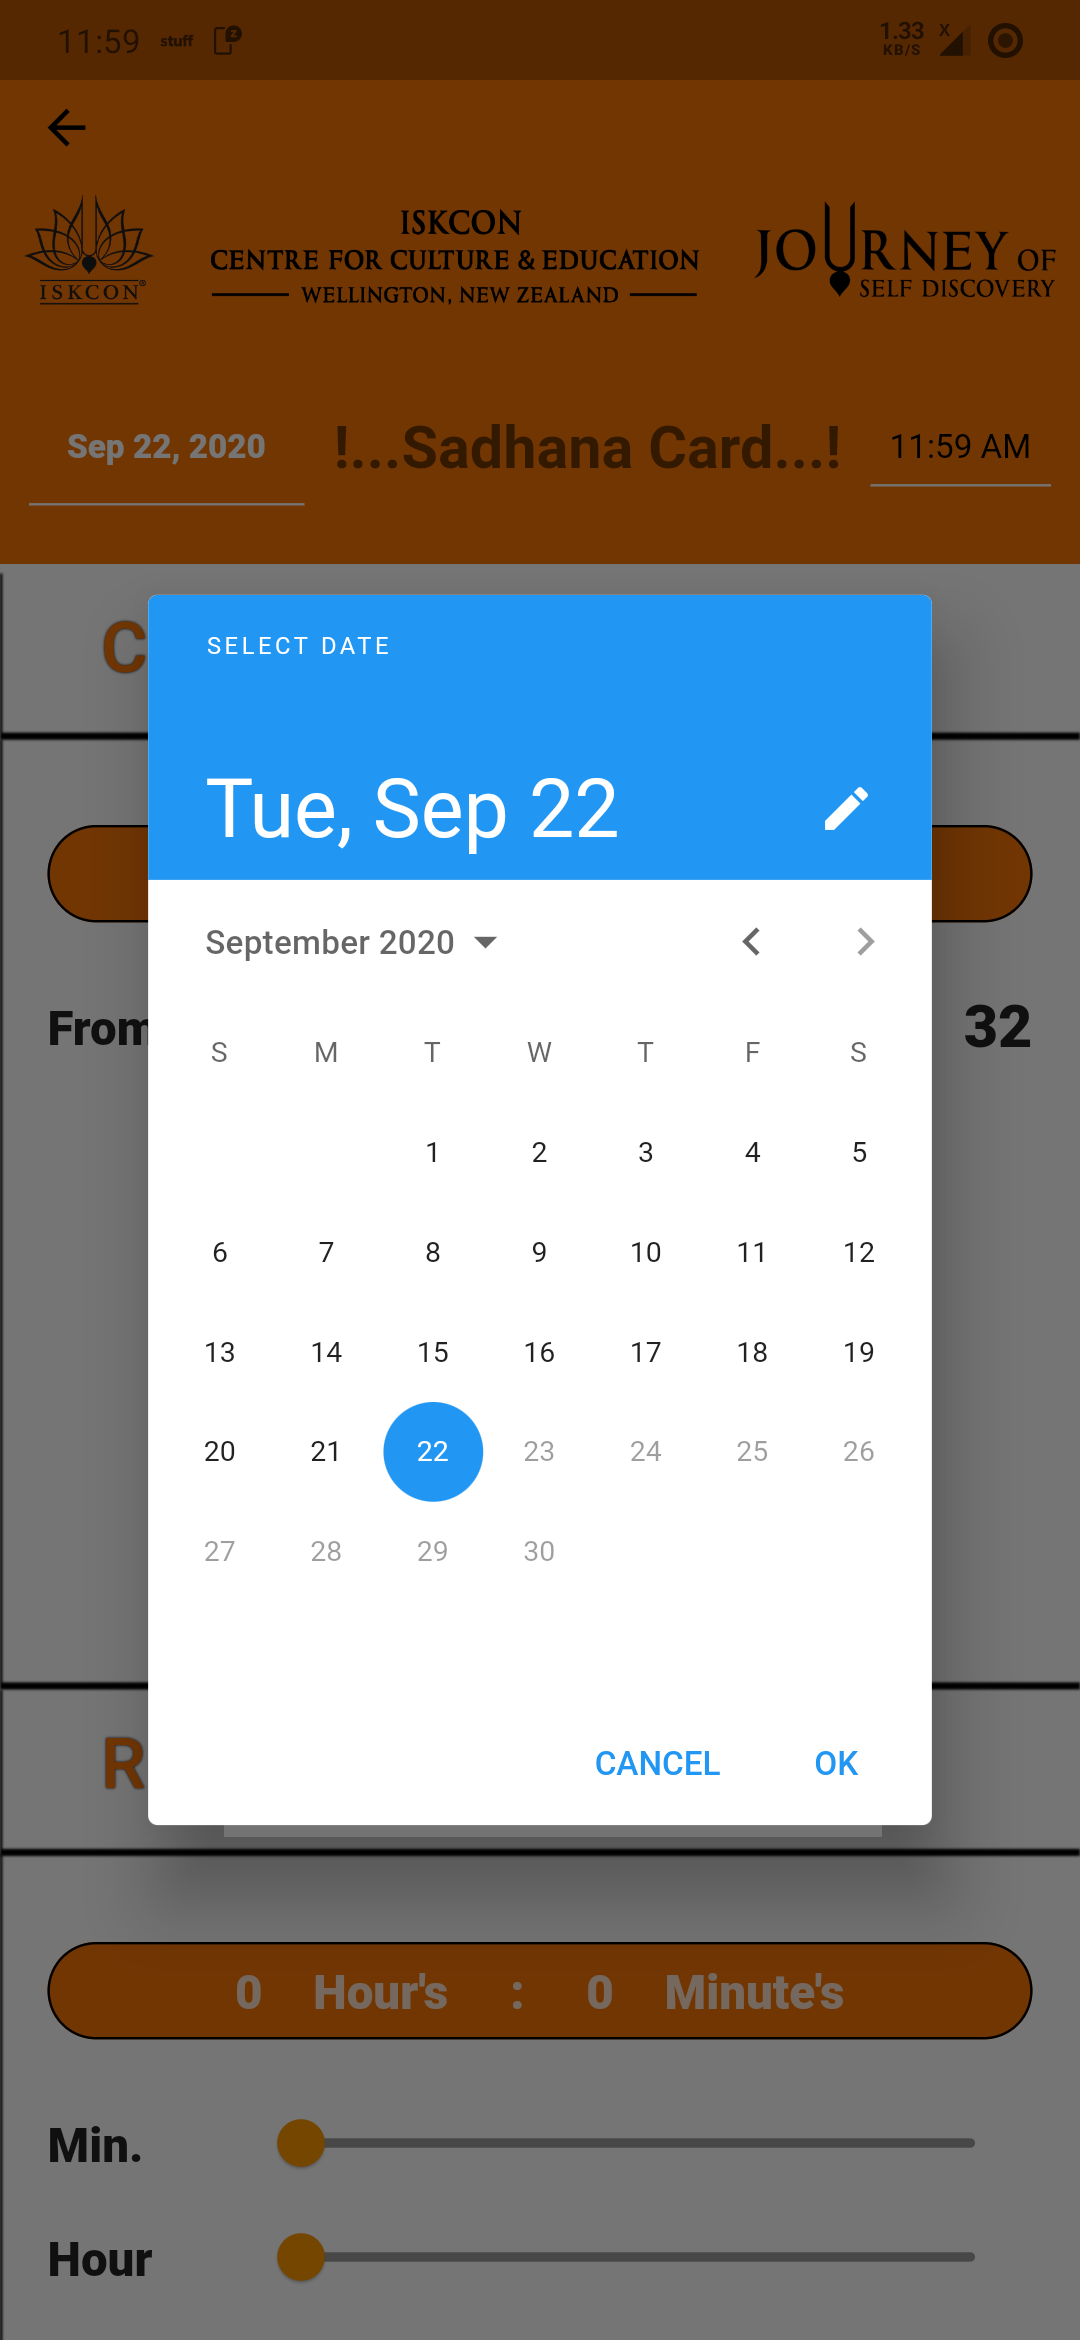 11:59 stuff z 1.33 KB/S X
ISKCON
ISKCON
CENTRE FOR CULTURE & EDUCATION
WELLINGTON, NEW ZEALAND
JOURNEY OF
SELF DISCOVERY
Sep 22, 2020 !...Sadhana Card...! 11:59 AM
C
SELECT DATE
Tue, Sep 22
September 2020
From 32
S M T W T F S
1 2 3 4 5
6 7 8 9 10 11 12
13 14 15 16 17 18 19
20 21 22 23 24 25 26
27 28 29 30
R
CANCEL OK
0 Hour's : 0 Minute's
Min.
Hour